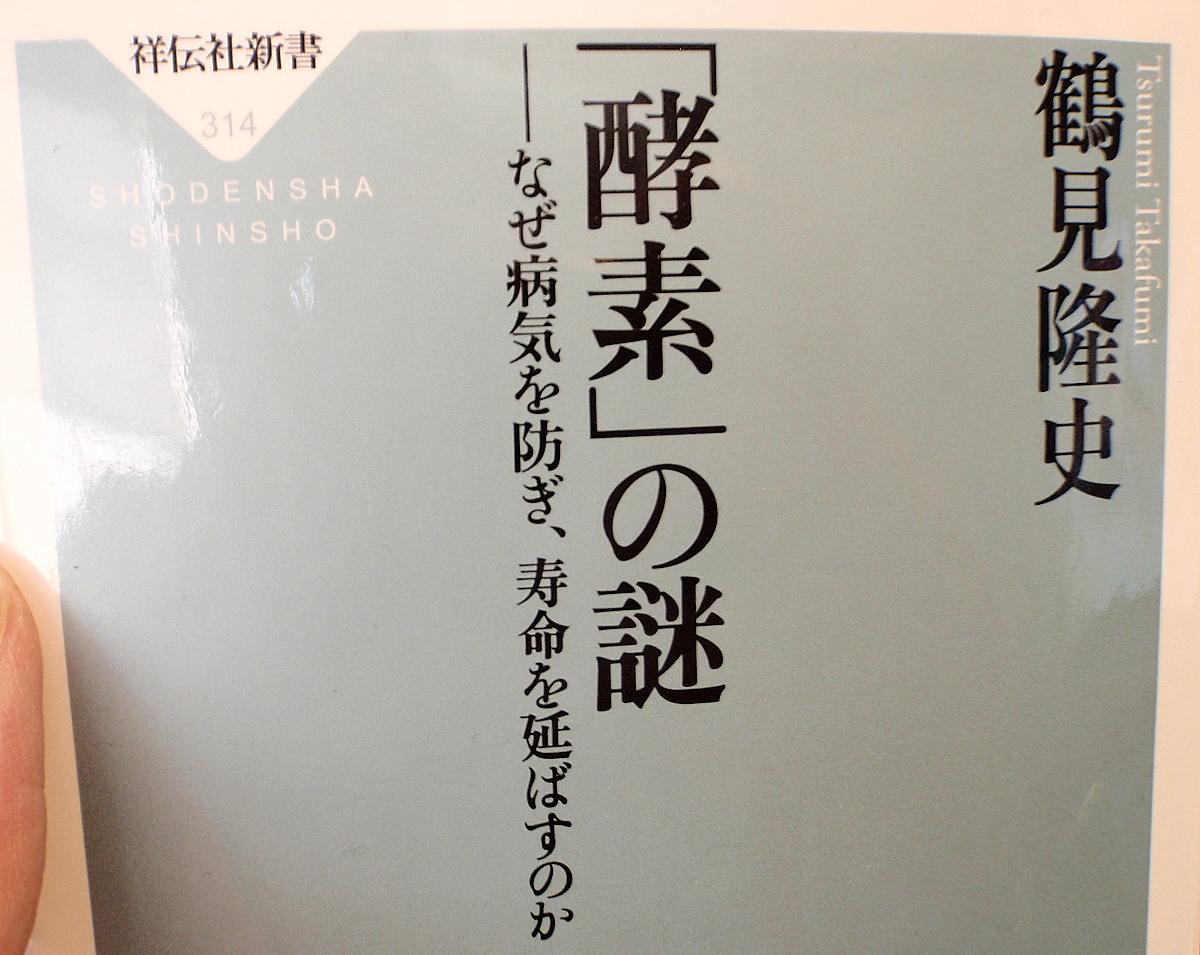 祥伝社新書
314
SHODENSHA
SHINSHO
鶴見隆史
Tsurumi Takafumi
「酵素」の謎
──なぜ病気を防ぎ、寿命を延ばすのか